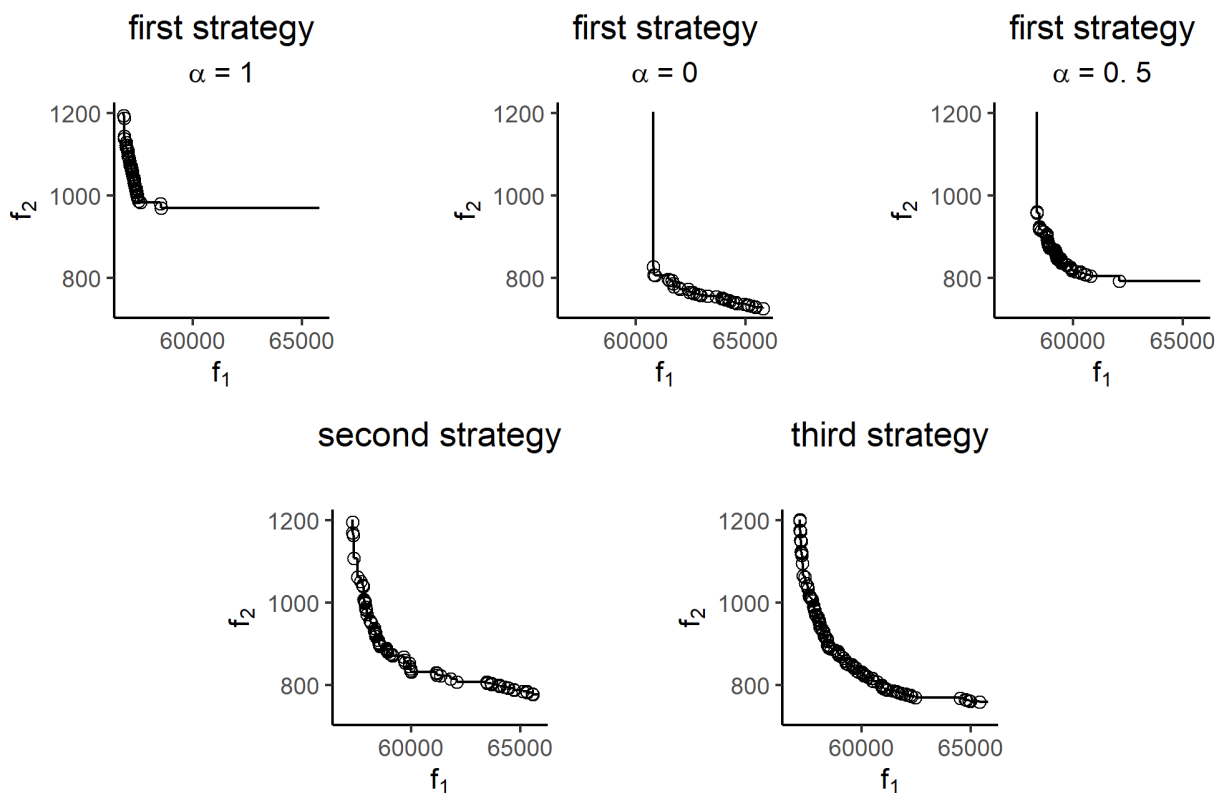 first strategy
α = 1
1200
1000
800
f₂
60000 65000
f₁
first strategy
α = 0
1200
1000
800
f₂
60000 65000
f₁
first strategy
α = 0. 5
1200
1000
800
f₂
60000 65000
f₁
second strategy
1200
1000
800
f₂
60000 65000
f₁
third strategy
1200
1000
800
f₂
60000 65000
f₁